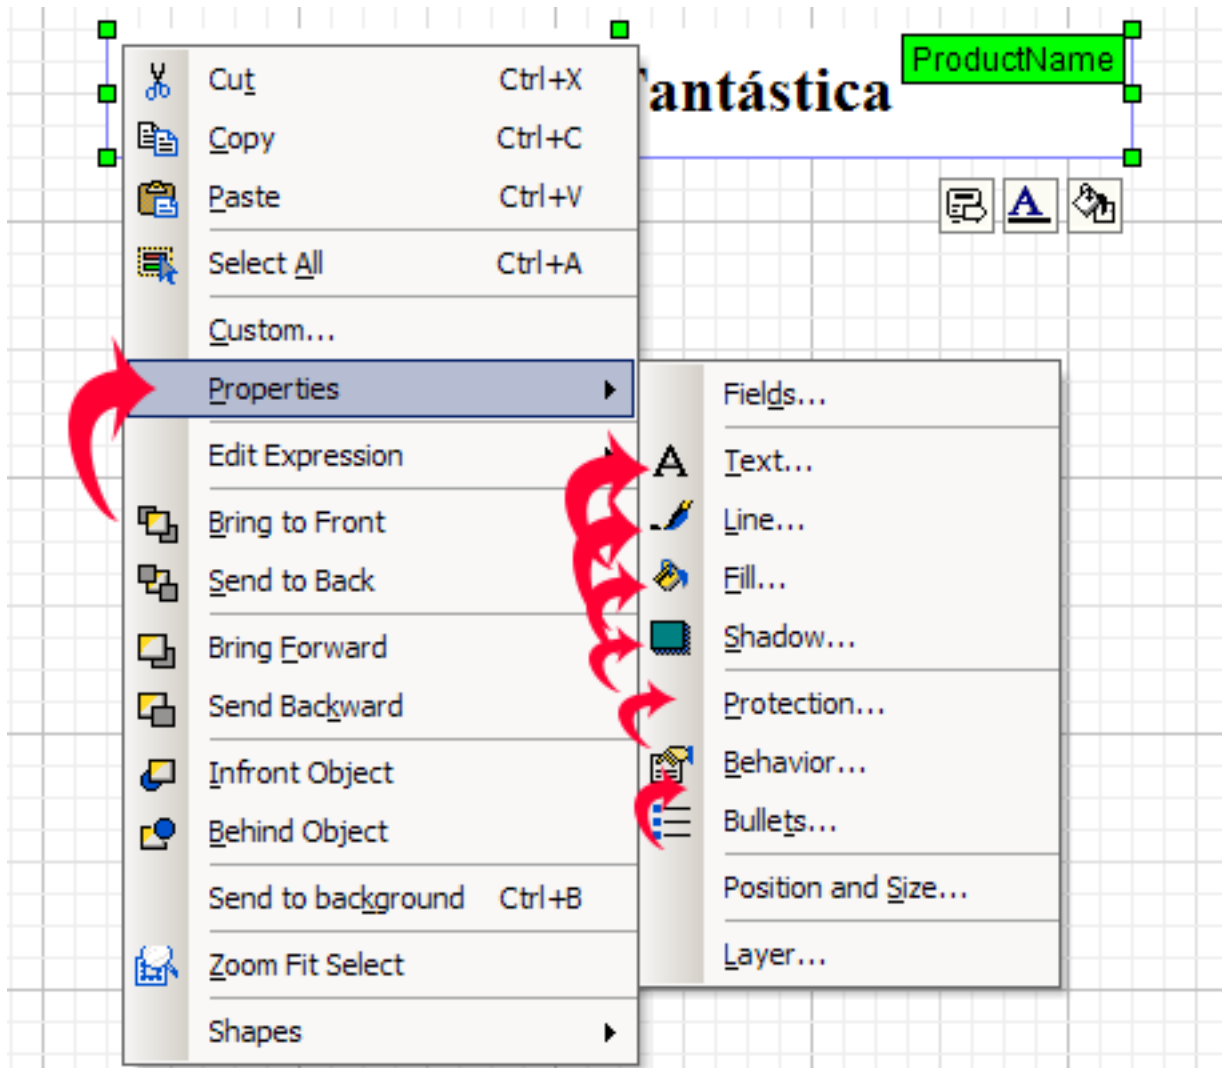 antástica
ProductName
Cut Ctrl+X
Copy Ctrl+C
Paste Ctrl+V
A
Select All Ctrl+A
Custom...
Properties
Edit Expression
Bring to Front
Send to Back
Bring Forward
Send Backward
Infront Object
Behind Object
Send to background Ctrl+B
Zoom Fit Select
Shapes
Fields...
A Text...
Line...
Fill...
Shadow...
Protection...
Behavior...
Bullets...
Position and Size...
Layer...